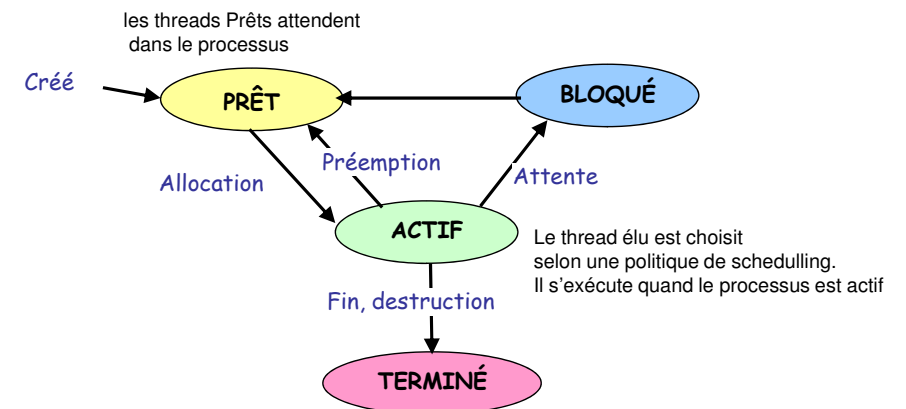 les threads Prêts attendent
dans le processus
Créé
PRÊT
BLOQUÉ
Préemption
Allocation
Attente
ACTIF
Le thread élu est choisit
selon une politique de schedulling.
Il s'exécute quand le processus est actif
Fin, destruction
TERMINÉ